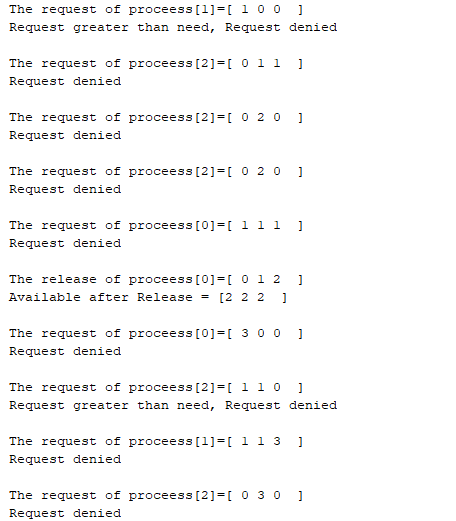 The request of proceess[1]=[ 1 0 0  ]
Request greater than need, Request denied
The request of proceess[2]=[ 0 1 1  ]
Request denied
The request of proceess[2]=[ 0 2 0  ]
Request denied
The request of proceess[2]=[ 0 2 0  ]
Request denied
The request of proceess[0]=[ 1 1 1  ]
Request denied
The release of proceess[0]=[ 0 1 2  ]
Available after Release = [2 2 2  ]
The request of proceess[0]=[ 3 0 0  ]
Request denied
The request of proceess[2]=[ 1 1 0  ]
Request greater than need, Request denied
The request of proceess[1]=[ 1 1 3  ]
Request denied
The request of proceess[2]=[ 0 3 0  ]
Request denied